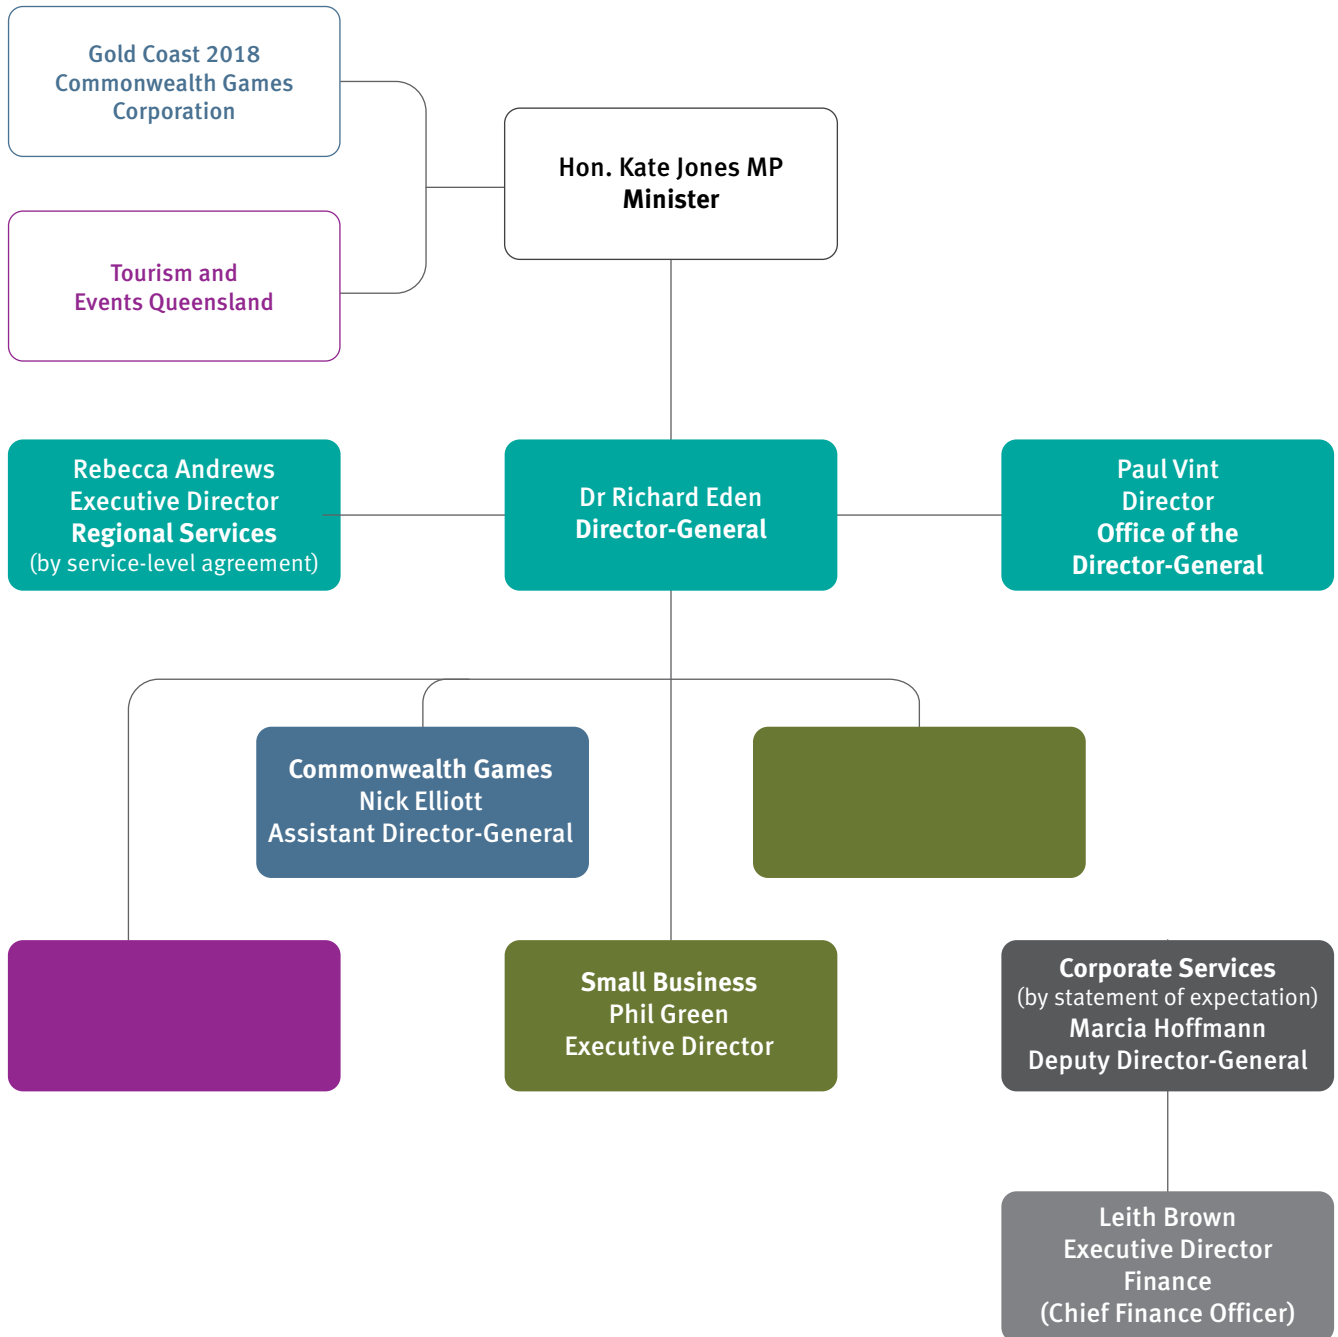 Gold Coast 2018
Commonwealth Games
Corporation
Hon. Kate Jones MP
Minister
Tourism and
Events Queensland
Rebecca Andrews
Executive Director
Regional Services
(by service-level agreement)
Dr Richard Eden
Director-General
Paul Vint
Director
Office of the
Director-General
Commonwealth Games
Nick Elliott
Assistant Director-General
Small Business
Phil Green
Executive Director
Corporate Services
(by statement of expectation)
Marcia Hoffmann
Deputy Director-General
Leith Brown
Executive Director
Finance
(Chief Finance Officer)